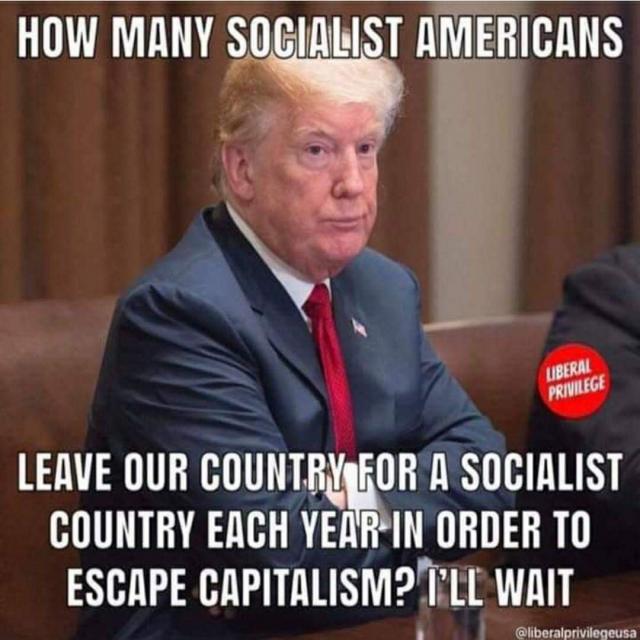 HOW MANY SOCIALIST AMERICANS
LIBERAL
PRIVILEGE
LEAVE OUR COUNTRY FOR A SOCIALIST
COUNTRY EACH YEAR IN ORDER TO
ESCAPE CAPITALISM? I'LL WAIT
@liberalprivilegeusa